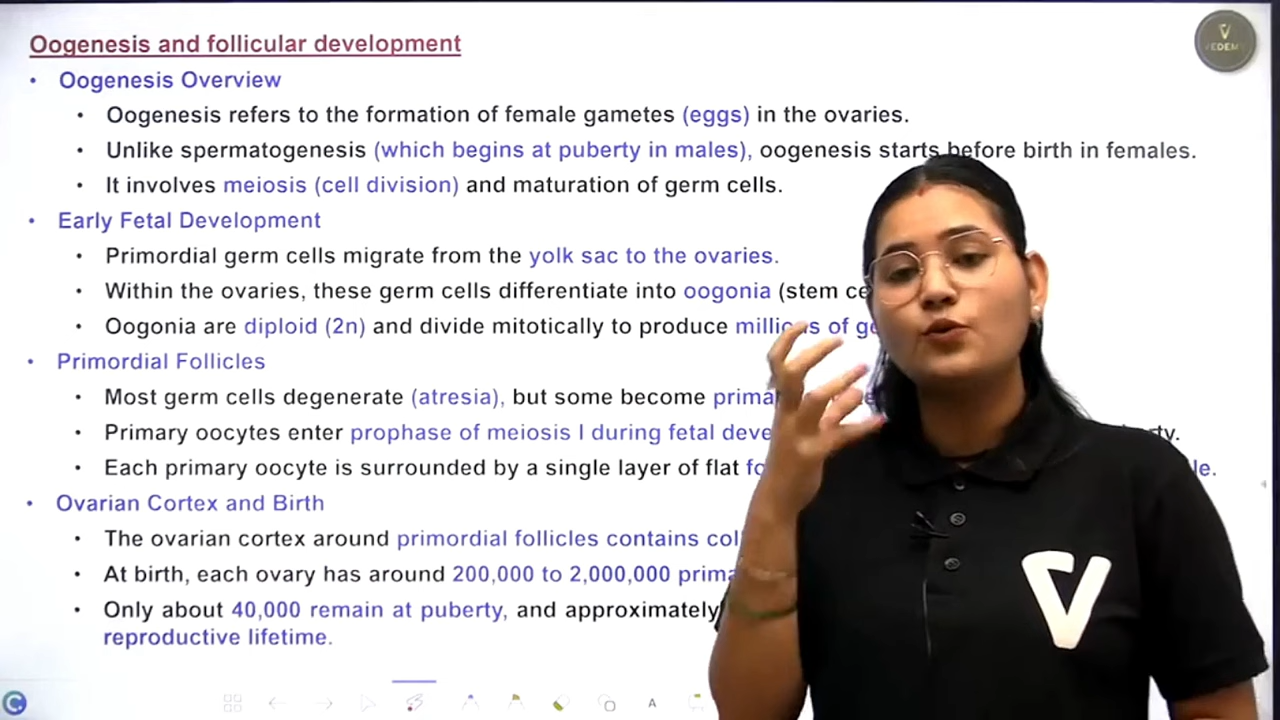 Oogenesis and follicular development
VEDEM
• Oogenesis Overview
• Oogenesis refers to the formation of female gametes (eggs) in the ovaries.
• Unlike spermatogenesis (which begins at puberty in males), oogenesis starts before birth in females.
• It involves meiosis (cell division) and maturation of germ cells.
• Early Fetal Development
• Primordial germ cells migrate from the yolk sac to the ovaries.
• Within the ovaries, these germ cells differentiate into oogonia (stem
• Oogonia are diploid (2n) and divide mitotically to produce millions of
• Primordial Follicles
• Most germ cells degenerate (atresia), but some become
• Primary oocytes enter prophase of meiosis I during fetal
• Each primary oocyte is surrounded by a single layer of flat
• Ovarian Cortex and Birth
• The ovarian cortex around primordial follicles contains
• At birth, each ovary has around 200,000 to 2,000,000
• Only about 40,000 remain at puberty, and approximately
reproductive lifetime.
A
V